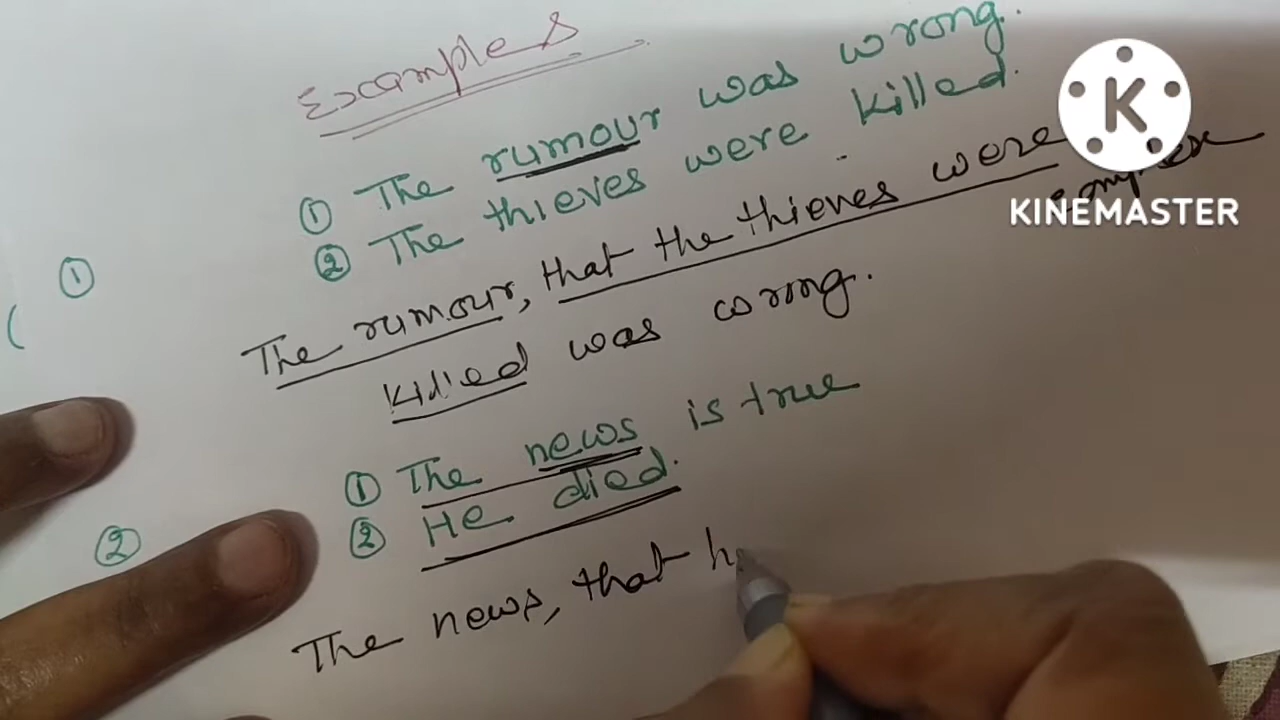 Examples
① The rumour was wrong.
② The thieves were killed.
①
The rumour, that the thieves were
killed was wrong.
① The news is true
②
② He died.
The news, that h
KINEMASTER